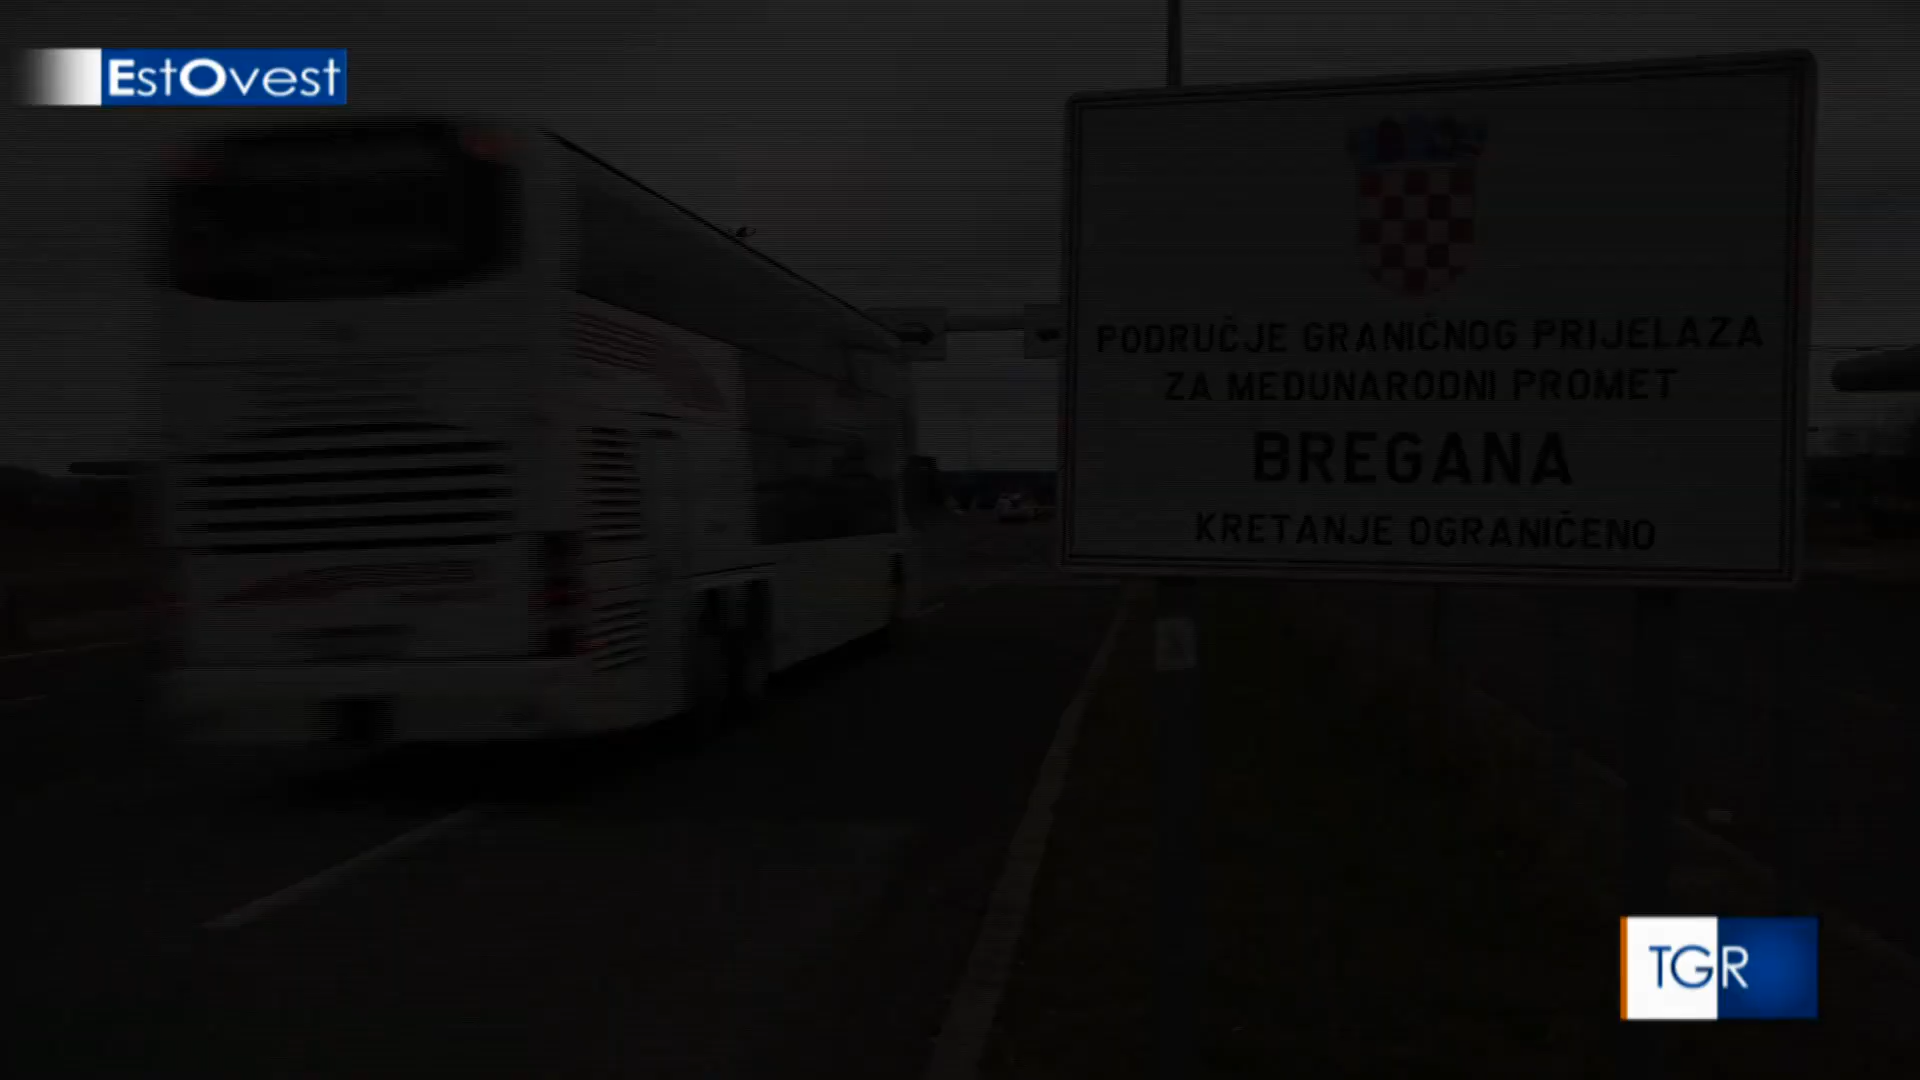 EstOvest
PODRUČJE GRANIČNOG PRIJELAZA
ZA MEĐUNARODNI PROMET
BREGANA
KRETANJE OGRANIČENO
TGR